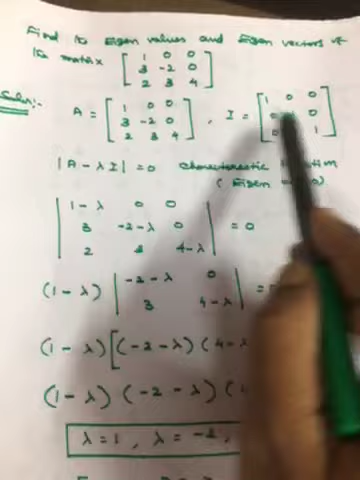 Find the Eigen values and Eigen vectors of
the matrix [ 1 0 0
3 -2 0
2 3 4 ]
Soln:- A = [ 1 0 0
3 -2 0
2 3 4 ] , I = [ 1 0 0
0 0
0 1 ]
|A - λI| = 0 characteristic
(Eigen
| 1-λ 0 0
3 -2-λ 0
2 3 4-λ | = 0
(1-λ) | -2-λ 0
3 4-λ | =
(1-λ) [(-2-λ) (4-λ
(1-λ) (-2-λ) (
λ = 1 , λ = -2 ,